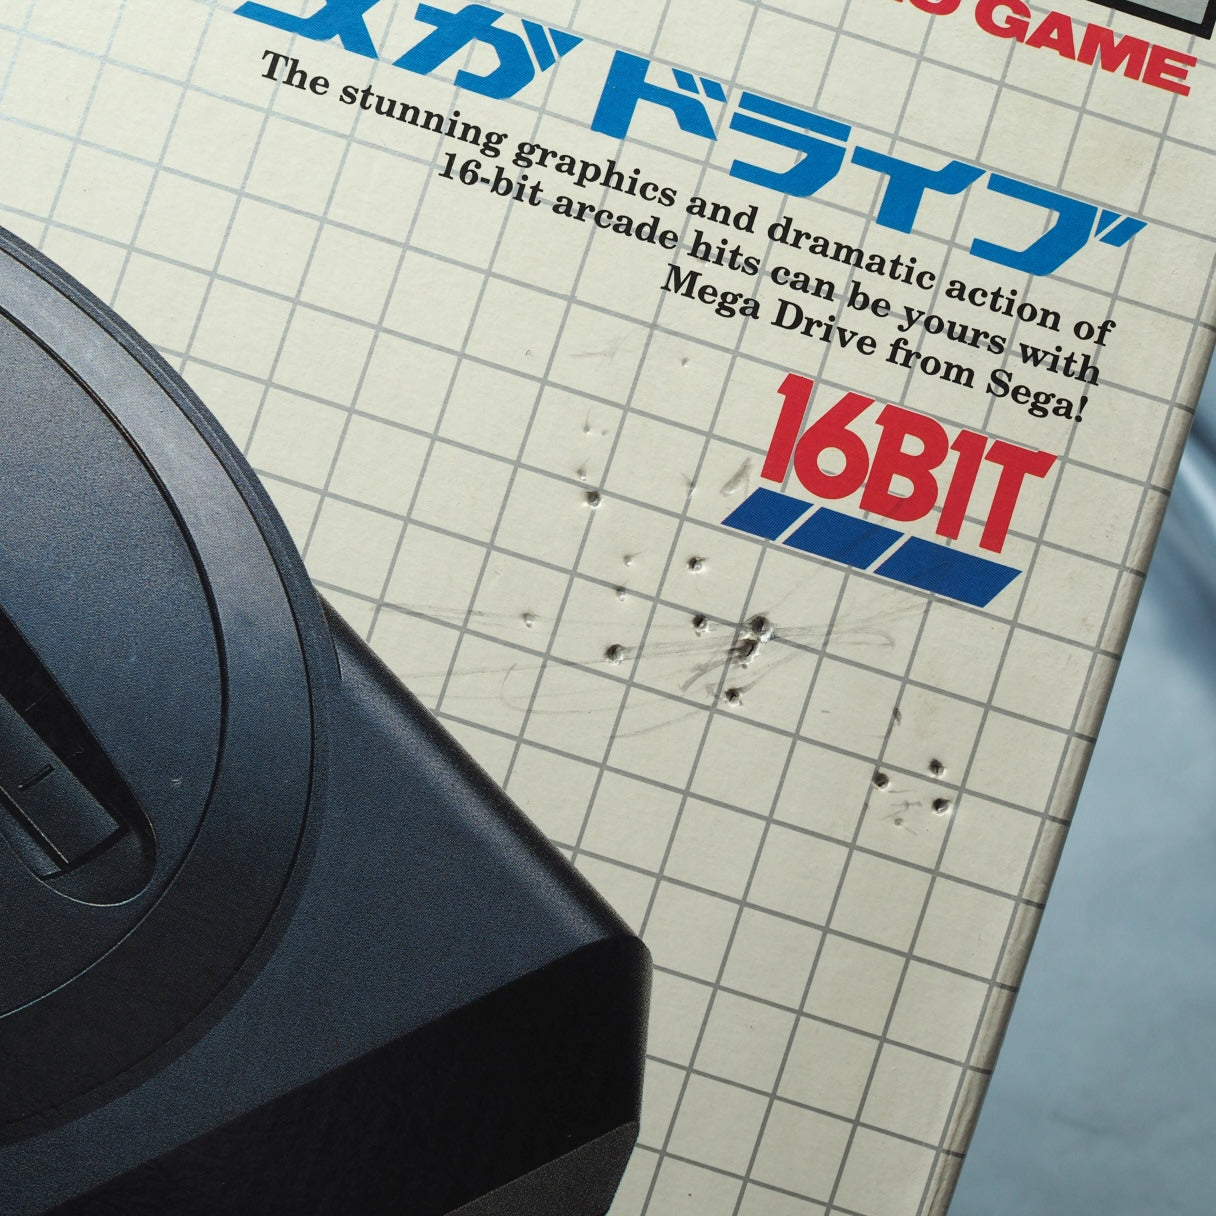 GAME
メガドライブ
The stunning graphics and dramatic action of
16-bit arcade hits can be yours with
Mega Drive from Sega!
16BIT